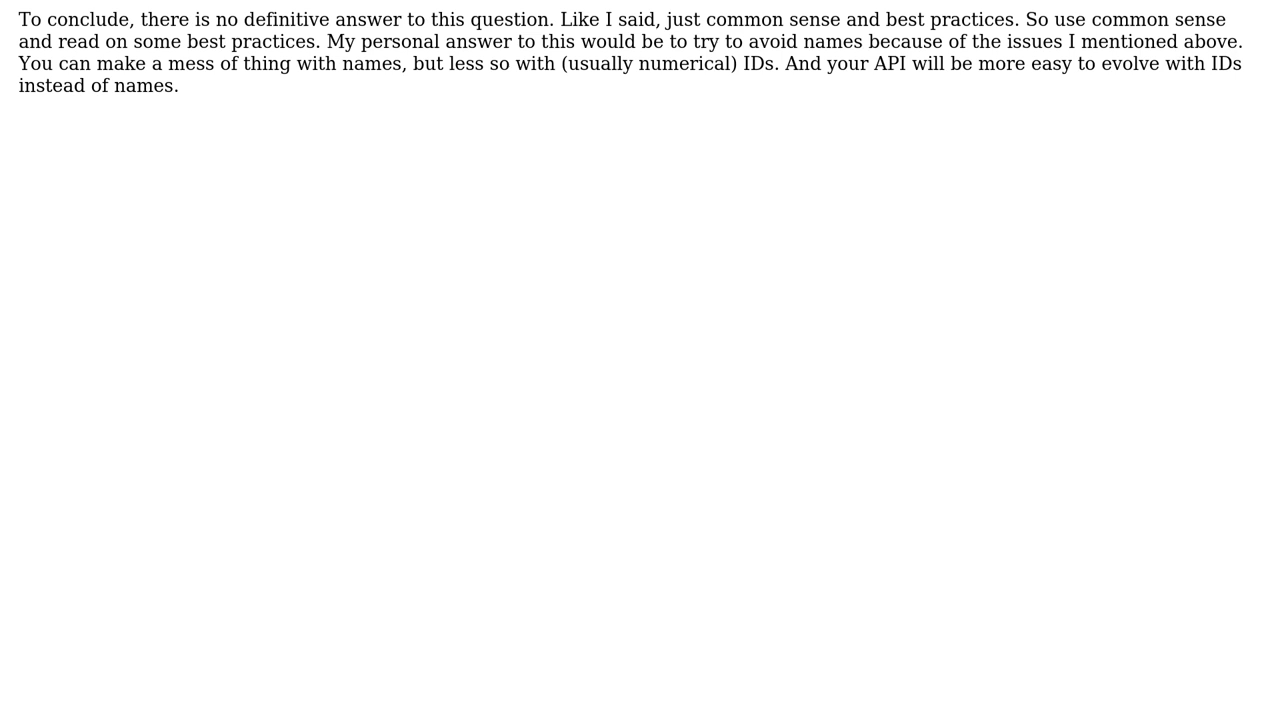 To conclude, there is no definitive answer to this question. Like I said, just common sense and best practices. So use common sense
and read on some best practices. My personal answer to this would be to try to avoid names because of the issues I mentioned above.
You can make a mess of thing with names, but less so with (usually numerical) IDs. And your API will be more easy to evolve with IDs
instead of names.